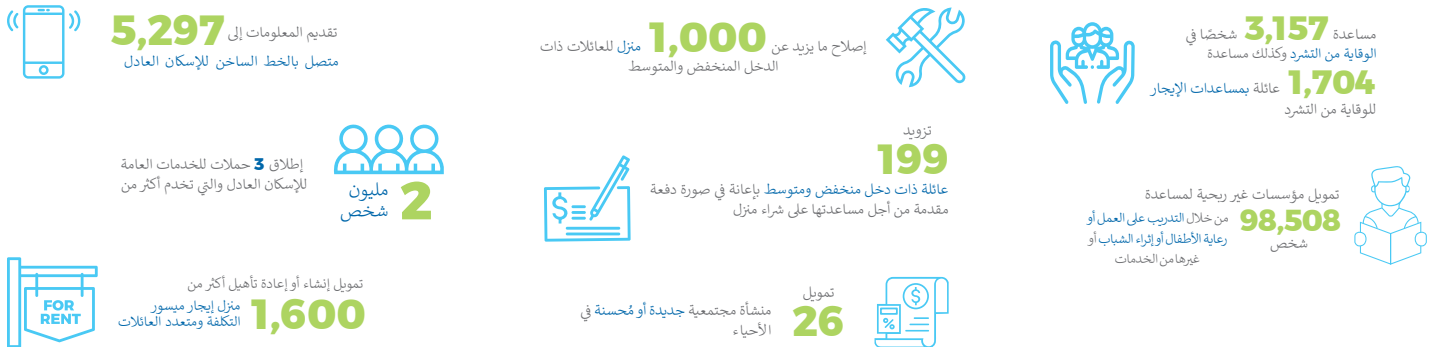 مساعدة 3,157 شخصًا في
الوقاية من التشرد وكذلك مساعدة
1,704 عائلة بمساعدات الإيجار
للوقاية من التشرد
تمويل مؤسسات غير ربحية لمساعدة
98,508 من خلال التدريب على العمل أو
شخص رعاية الأطفال أو إثراء الشباب أو
غيرها من الخدمات
إصلاح ما يزيد عن 1,000 منزل للعائلات ذات
الدخل المنخفض والمتوسط
تزويد
199
عائلة ذات دخل منخفض ومتوسط بإعانة في صورة دفعة
مقدمة من أجل مساعدتها على شراء منزل
$
تمويل
26 منشأة مجتمعية جديدة أو مُحسنة في
الأحياء
$
%
تقديم المعلومات إلى 5,297
متصل بالخط الساخن للإسكان العادل
إطلاق 3 حملات للخدمات العامة
للإسكان العادل والتي تخدم أكثر من
2 مليون
شخص
تمويل إنشاء أو إعادة تأهيل أكثر من
1,600 منزل إيجار ميسور
التكلفة ومتعدد العائلات
FOR
RENT